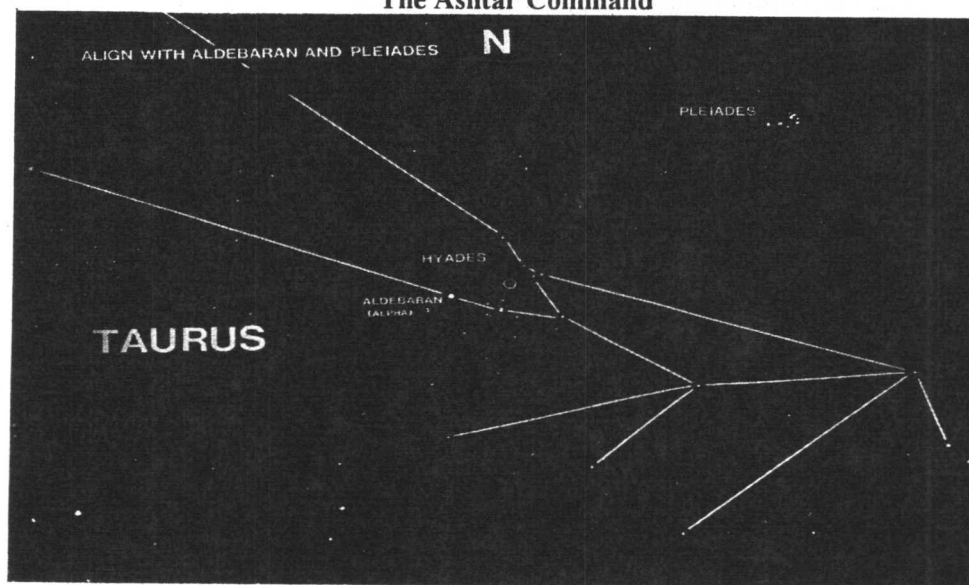 The Ashtar Command
ALIGN WITH ALDEBARAN AND PLEIADES
N
PLEIADES
HYADES
ALDEBARAN
(ALPHA)
TAURUS